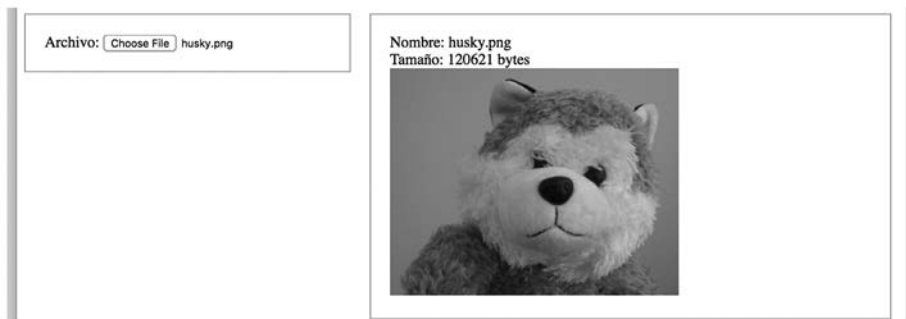 Archivo: Choose File husky.png
Nombre: husky.png
Tamaño: 120621 bytes